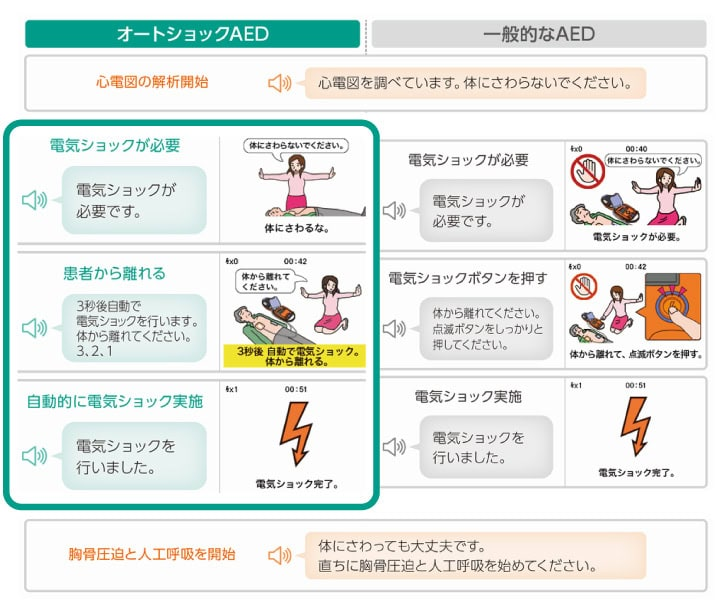 オートショックAED
一般的なAED
心電図の解析開始
心電図を調べています。体にさわらないでください。
電気ショックが必要
電気ショックが
必要です。
体にさわらないでください。
体にさわるな。
患者から離れる
3秒後自動で
電気ショックを行います。
体から離れてください。
3、2、1
x0
00:42
体から離れて
ください。
3秒後 自動で電気ショック。
体から離れる。
自動的に電気ショック実施
電気ショックを
行いました。
x1
00:51
電気ショック完了。
電気ショックが必要
電気ショックが
必要です。
x0
00:40
体にさわらないでください。
電気ショックが必要。
電気ショックボタンを押す
体から離れてください。
点滅ボタンをしっかりと
押してください。
x0
00:42
体から離れて、点滅ボタンを押す。
電気ショック実施
電気ショックを
行いました。
x1
00:51
電気ショック完了。
胸骨圧迫と人工呼吸を開始
体にさわっても大丈夫です。
直ちに胸骨圧迫と人工呼吸を始めてください。